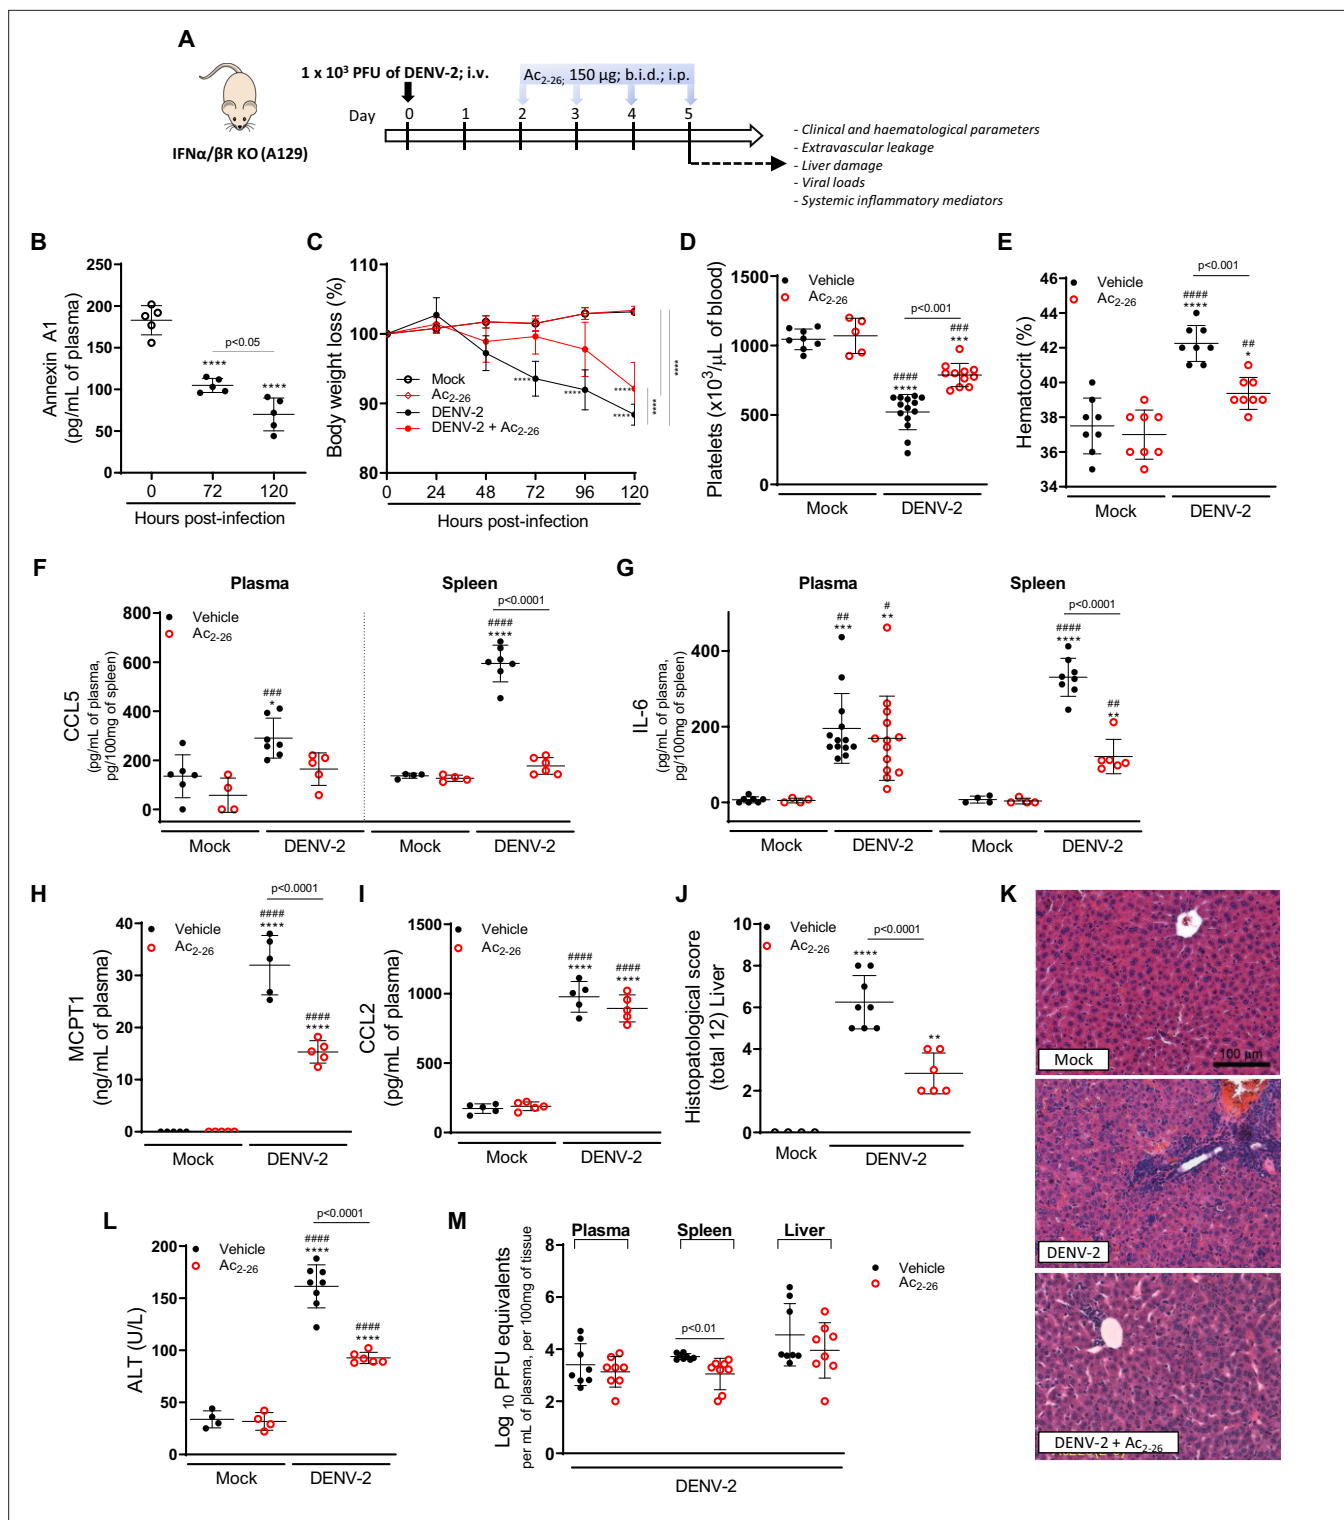 A
1 x 10³ PFU of DENV-2; i.v.
Ac₂₋₂₆; 150 µg; b.i.d.; i.p.
Day 0 1 2 3 4 5
IFNα/βR KO (A129)
- Clinical and haematological parameters
- Extravascular leakage
- Liver damage
- Viral loads
- Systemic inflammatory mediators
B
Annexin A1
(pg/mL of plasma)
250
200
150
100
50
0
p<0.05
****
****
0 72 120
Hours post-infection
C
Body weight loss (%)
110
100
90
80
Mock
Ac₂₋₂₆
DENV-2
DENV-2 + Ac₂₋₂₆
****
****
****
****
****
****
0 24 48 72 96 120
Hours post-infection
D
Platelets (x10³/µL of blood)
1500
1000
500
0
Vehicle
Ac₂₋₂₆
p<0.001
###
***
####
****
Mock DENV-2
E
Hematocrit (%)
46
44
42
40
38
36
34
Vehicle
Ac₂₋₂₆
p<0.001
####
****
##
*
Mock DENV-2
F
Plasma Spleen
CCL5
(pg/mL of plasma,
pg/100mg of spleen)
800
600
400
200
0
Vehicle
Ac₂₋₂₆
p<0.0001
####
****
###
*
Mock DENV-2 Mock DENV-2
G
Plasma Spleen
IL-6
(pg/mL of plasma,
pg/100mg of spleen)
400
200
0
##
***
#
**
p<0.0001
####
****
##
**
Mock DENV-2 Mock DENV-2
H
MCPT1
(ng/mL of plasma)
40
30
20
10
0
Vehicle
Ac₂₋₂₆
p<0.0001
####
****
####
****
Mock DENV-2
I
CCL2
(pg/mL of plasma)
1500
1000
500
0
Vehicle
Ac₂₋₂₆
####
****
####
****
Mock DENV-2
J
Histopatological score
(total 12) Liver
10
8
6
4
2
0
Vehicle
Ac₂₋₂₆
p<0.0001
****
**
Mock DENV-2
K
Mock
100 µm
DENV-2
DENV-2 + Ac₂₋₂₆
L
ALT (U/L)
200
150
100
50
0
Vehicle
Ac₂₋₂₆
p<0.0001
####
****
####
****
Mock DENV-2
M
Plasma Spleen Liver
Log ₁₀ PFU equivalents
per mL of plasma, per 100mg of tissue
8
6
4
2
0
p<0.01
Vehicle
Ac₂₋₂₆
DENV-2